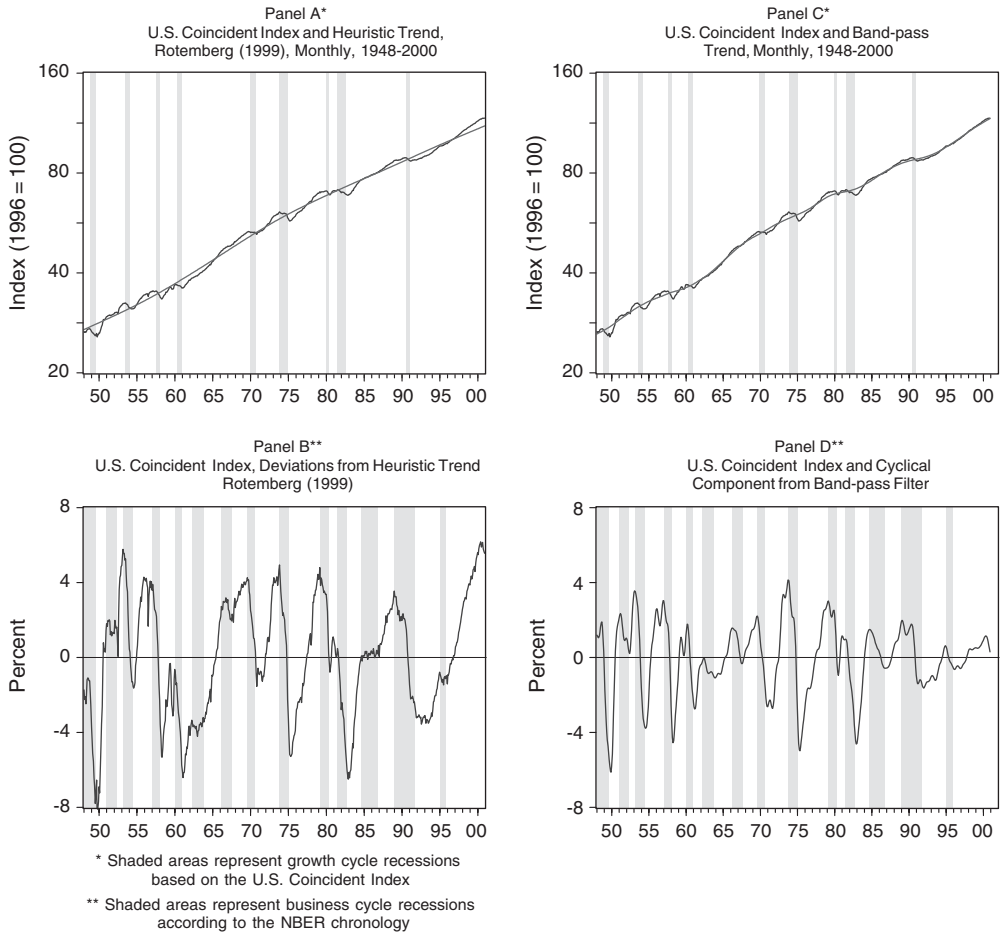 Panel A*
U.S. Coincident Index and Heuristic Trend,
Rotemberg (1999), Monthly, 1948-2000
160
80
40
20
Index (1996 = 100)
50 55 60 65 70 75 80 85 90 95 00
Panel C*
U.S. Coincident Index and Band-pass
Trend, Monthly, 1948-2000
160
80
40
20
Index (1996 = 100)
50 55 60 65 70 75 80 85 90 95 00
Panel B**
U.S. Coincident Index, Deviations from Heuristic Trend
Rotemberg (1999)
8
4
0
-4
-8
Percent
50 55 60 65 70 75 80 85 90 95 00
Panel D**
U.S. Coincident Index and Cyclical
Component from Band-pass Filter
8
4
0
-4
-8
Percent
50 55 60 65 70 75 80 85 90 95 00
* Shaded areas represent growth cycle recessions
based on the U.S. Coincident Index
** Shaded areas represent business cycle recessions
according to the NBER chronology